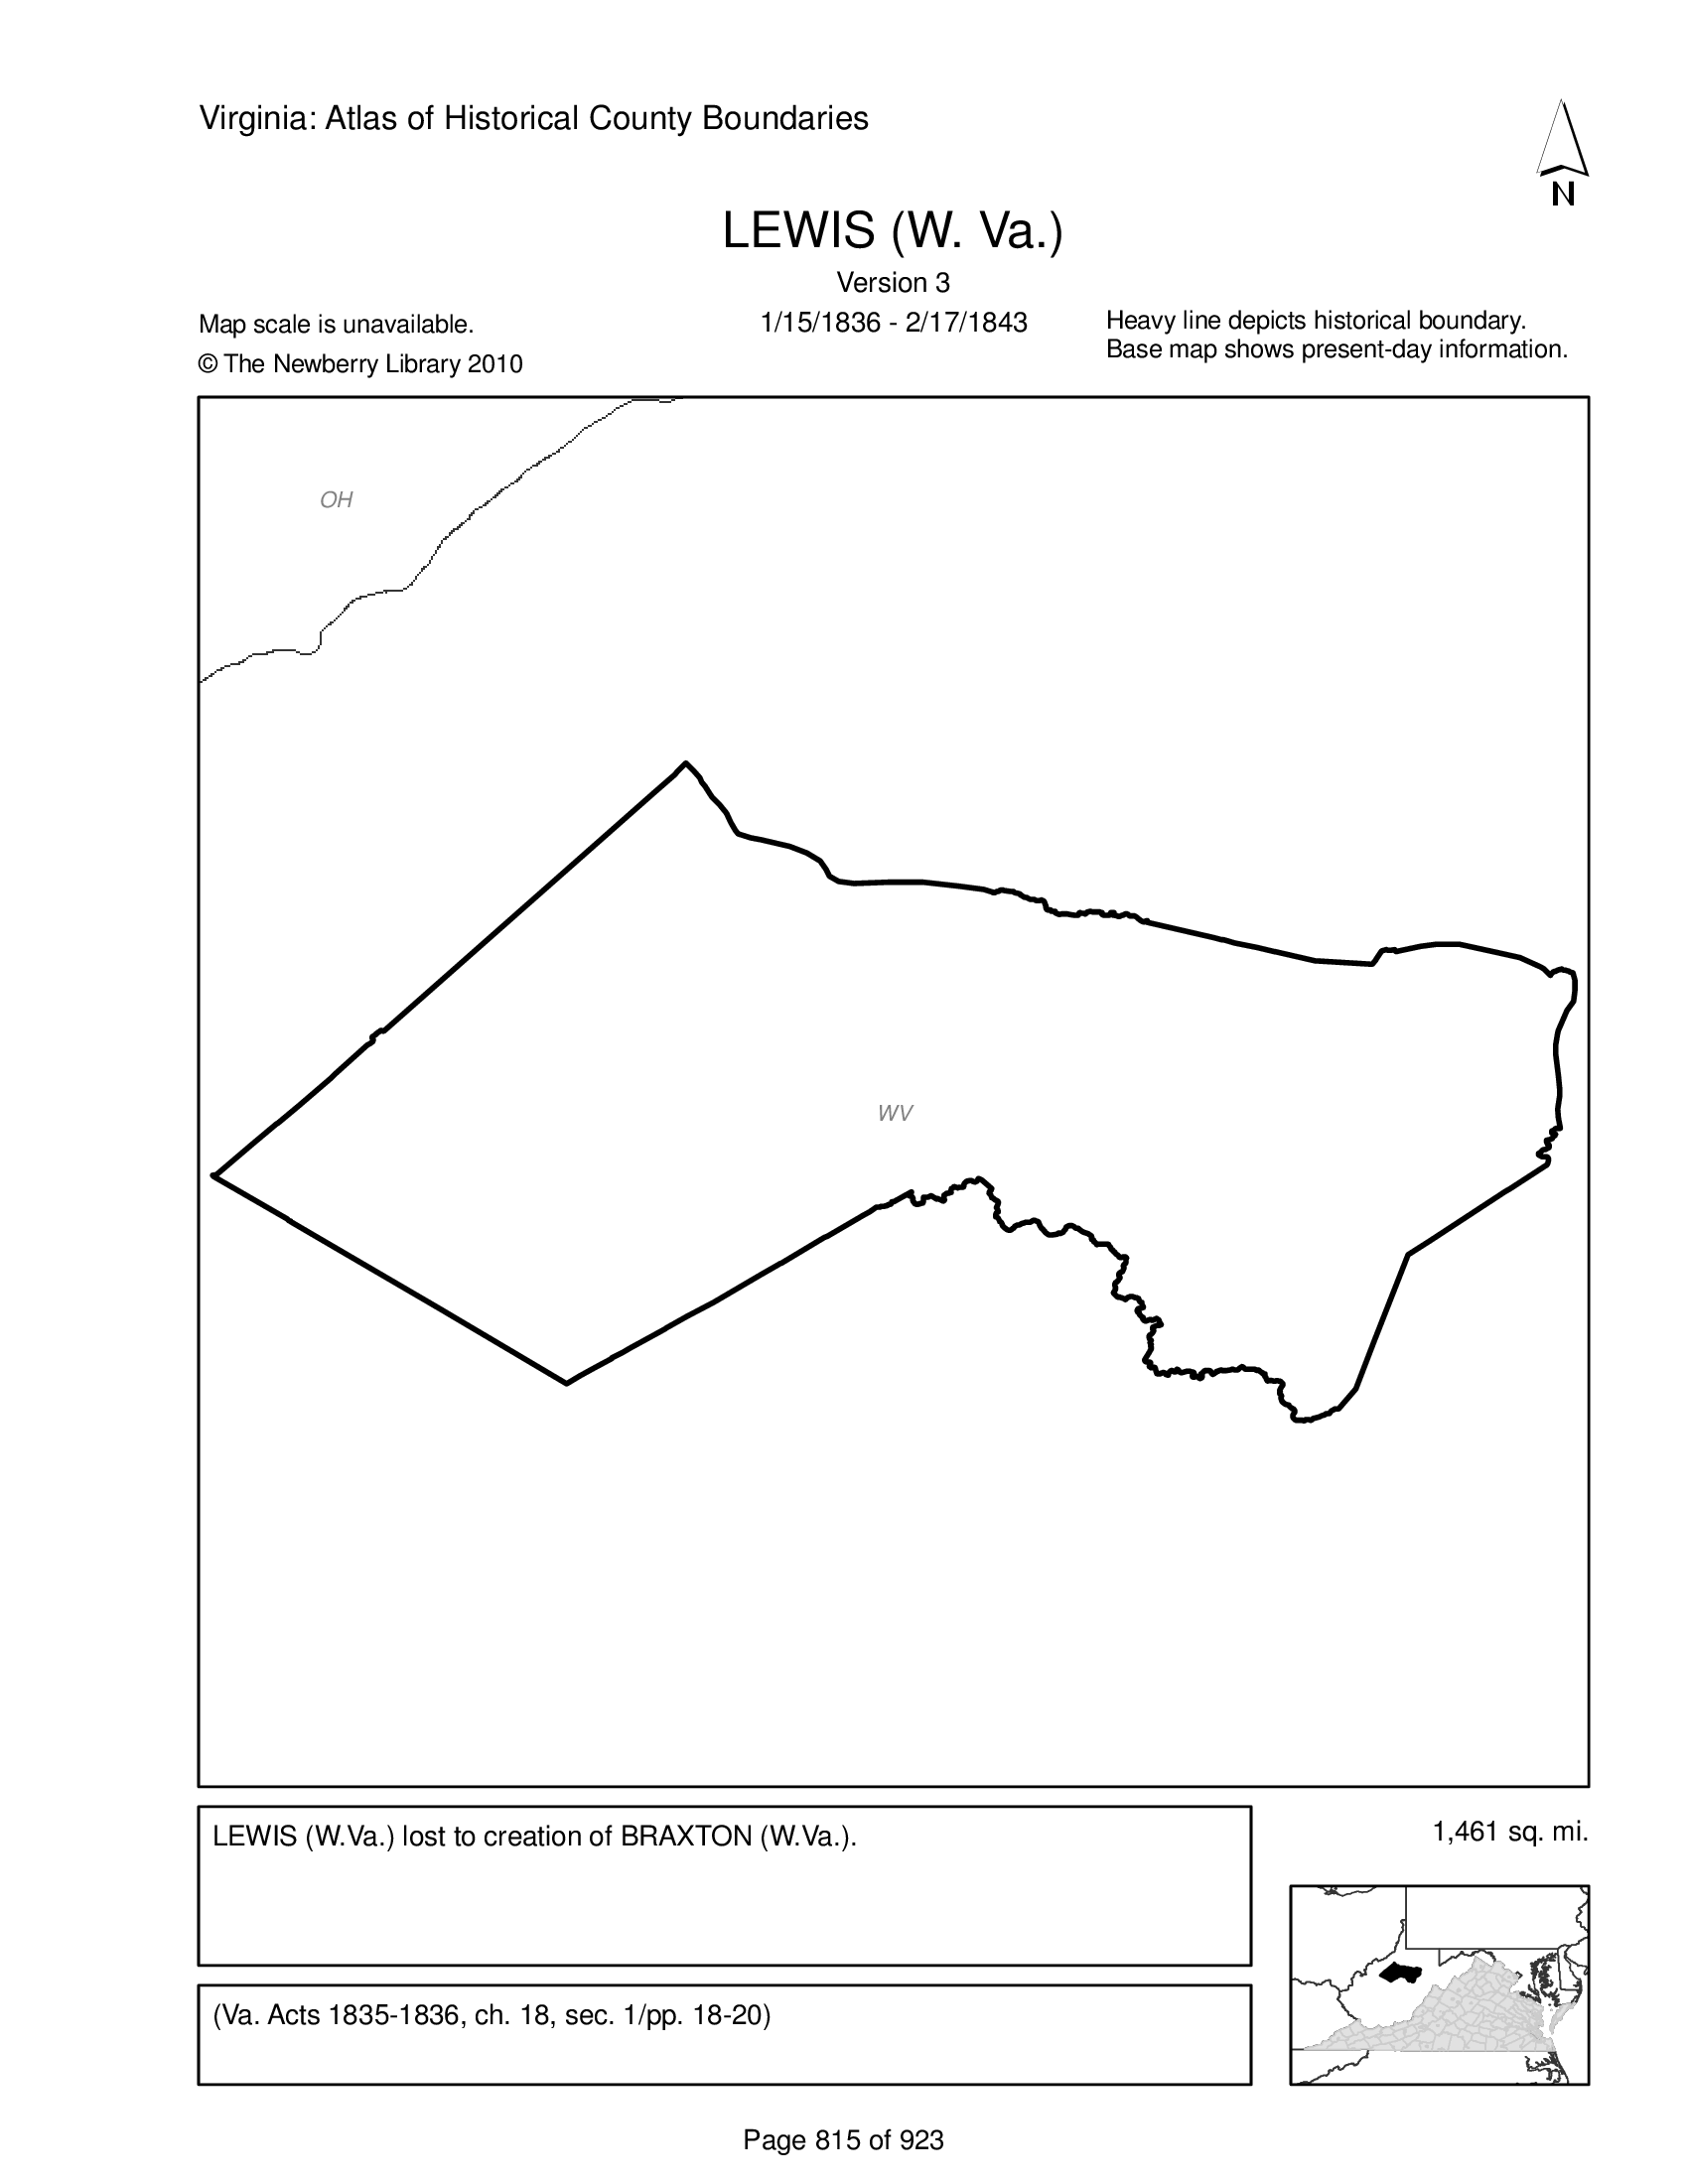 Virginia: Atlas of Historical County Boundaries
N
LEWIS (W. Va.)
Version 3
1/15/1836 - 2/17/1843
Map scale is unavailable.
© The Newberry Library 2010
Heavy line depicts historical boundary.
Base map shows present-day information.
OH
WV
LEWIS (W.Va.) lost to creation of BRAXTON (W.Va.).
1,461 sq. mi.
(Va. Acts 1835-1836, ch. 18, sec. 1/pp. 18-20)
Page 815 of 923